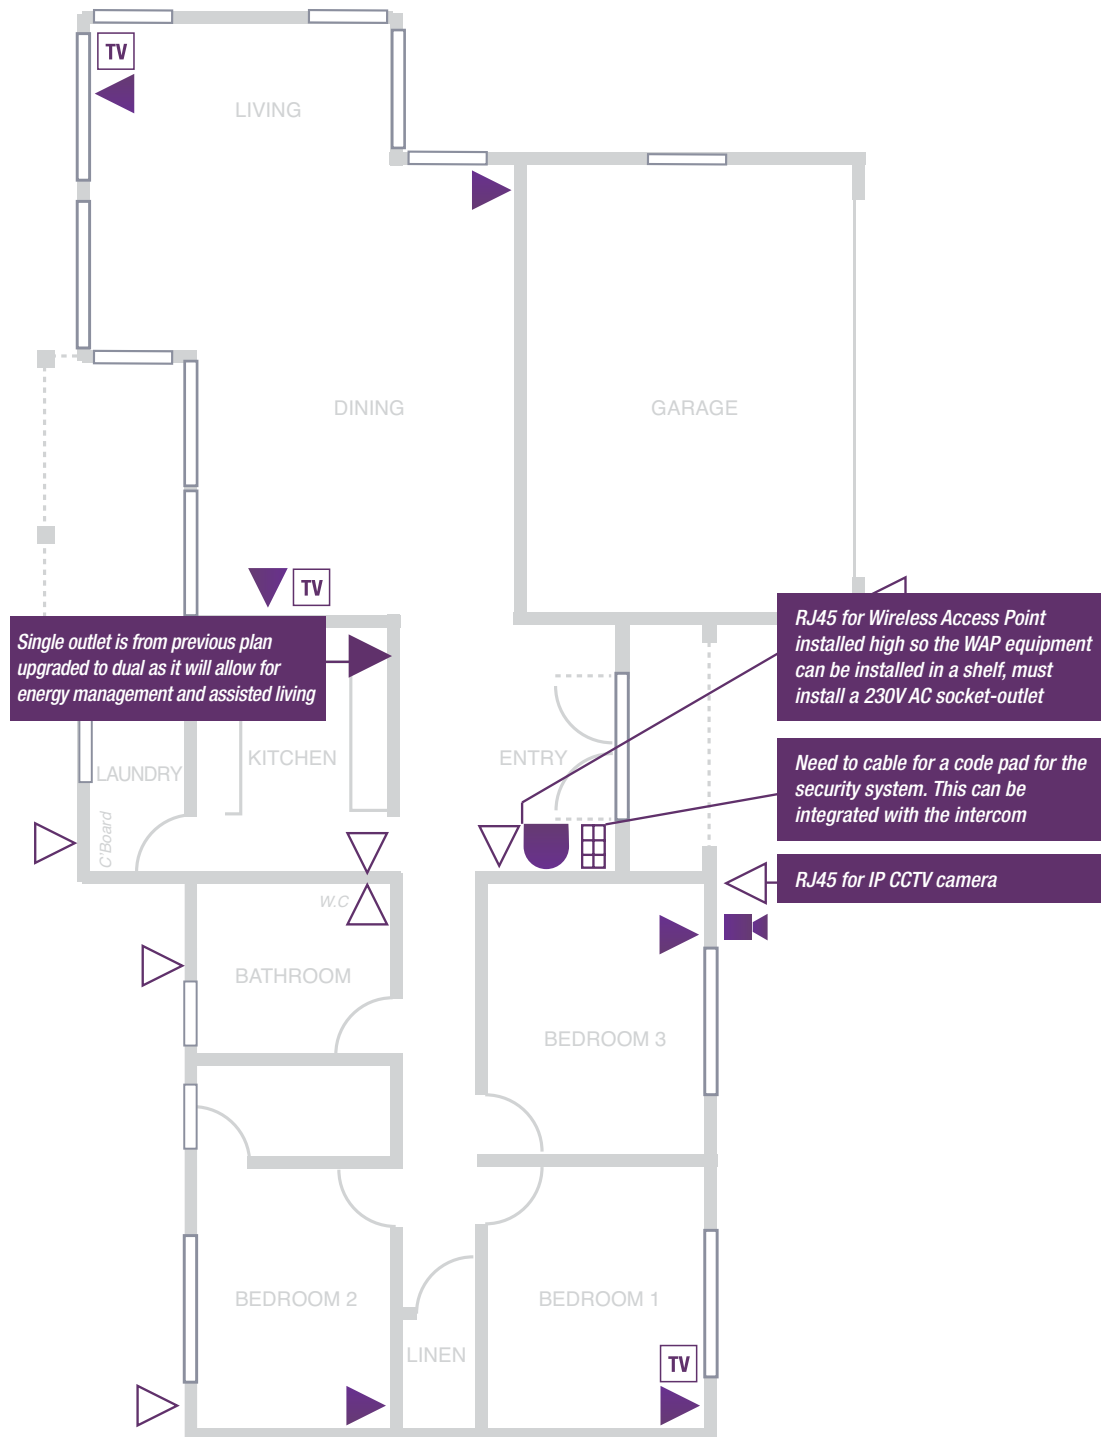 TV
LIVING
DINING
GARAGE
TV
Single outlet is from previous plan
upgraded to dual as it will allow for
energy management and assisted living
RJ45 for Wireless Access Point
installed high so the WAP equipment
can be installed in a shelf, must
install a 230V AC socket-outlet
LAUNDRY
KITCHEN
ENTRY
Need to cable for a code pad for the
security system. This can be
integrated with the intercom
C'Board
RJ45 for IP CCTV camera
W.C
BATHROOM
BEDROOM 3
BEDROOM 2
BEDROOM 1
LINEN
TV